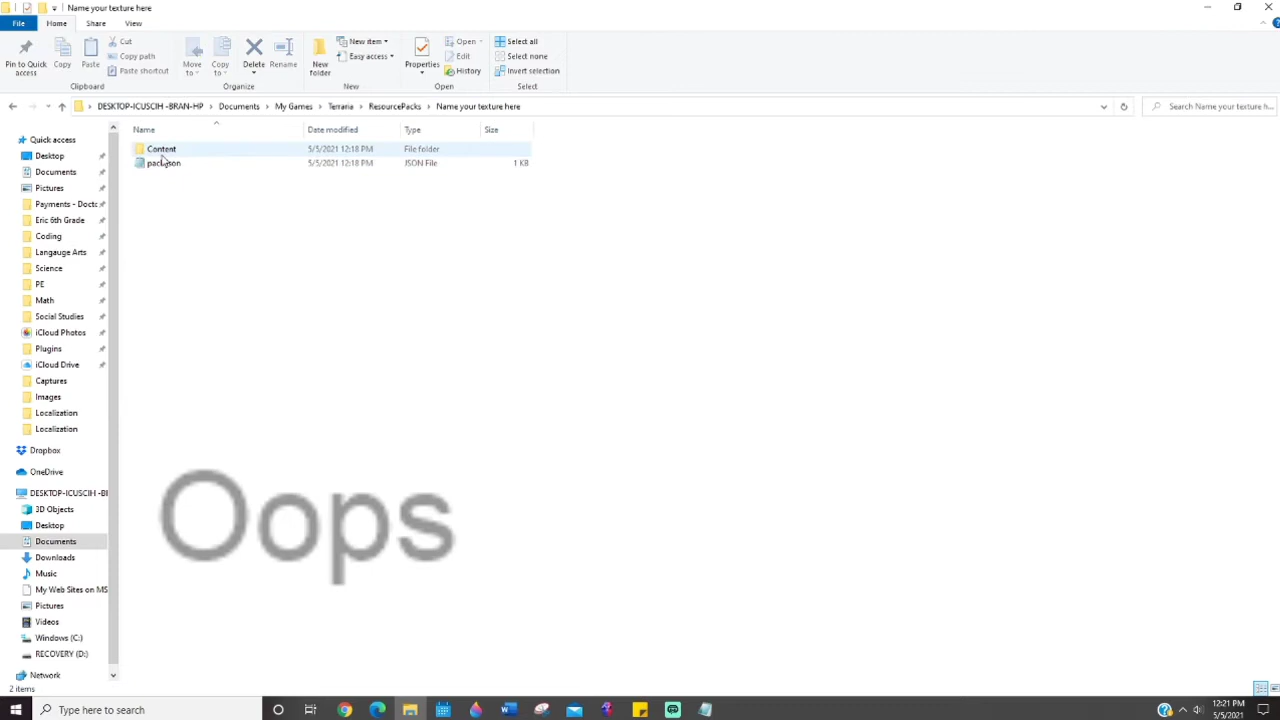 Name your texture here
File Home Share View
Pin to Quick access
Copy
Paste
Cut
Copy path
Paste shortcut
Clipboard
Move to
Copy to
Delete
Rename
Organize
New folder
New item
Easy access
New
Properties
Open
Edit
History
Open
Select all
Select none
Invert selection
Select
DESKTOP-ICUSCIH -BRAN-HP > Documents > My Games > Terraria > ResourcePacks > Name your texture here
Search Name your texture h...
Name Date modified Type Size
Content 5/5/2021 12:18 PM File folder
5/5/2021 12:18 PM JSON File 1 KB
Quick access
Desktop
Documents
Pictures
Payments - Docto
Eric 6th Grade
Coding
Langauge Arts
Science
PE
Math
Social Studies
iCloud Photos
Plugins
iCloud Drive
Captures
Images
Localization
Localization
Dropbox
OneDrive
DESKTOP-ICUSCIH -BI
3D Objects
Desktop
Documents
Downloads
Music
My Web Sites on MS
Pictures
Videos
Windows (C:)
RECOVERY (D:)
Network
Oops
2 items
Type here to search
12:21 PM
5/5/2021